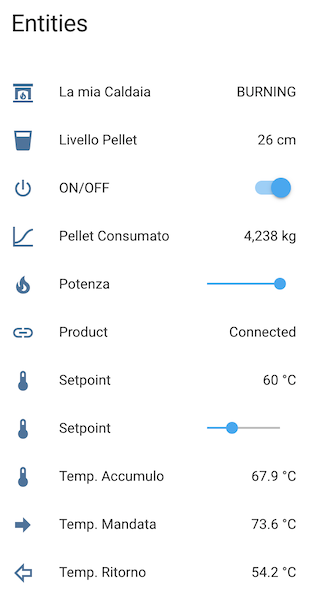 Entities
La mia Caldaia BURNING
Livello Pellet 26 cm
ON/OFF
Pellet Consumato 4,238 kg
Potenza
Product Connected
Setpoint 60 °C
Setpoint
Temp. Accumulo 67.9 °C
Temp. Mandata 73.6 °C
Temp. Ritorno 54.2 °C